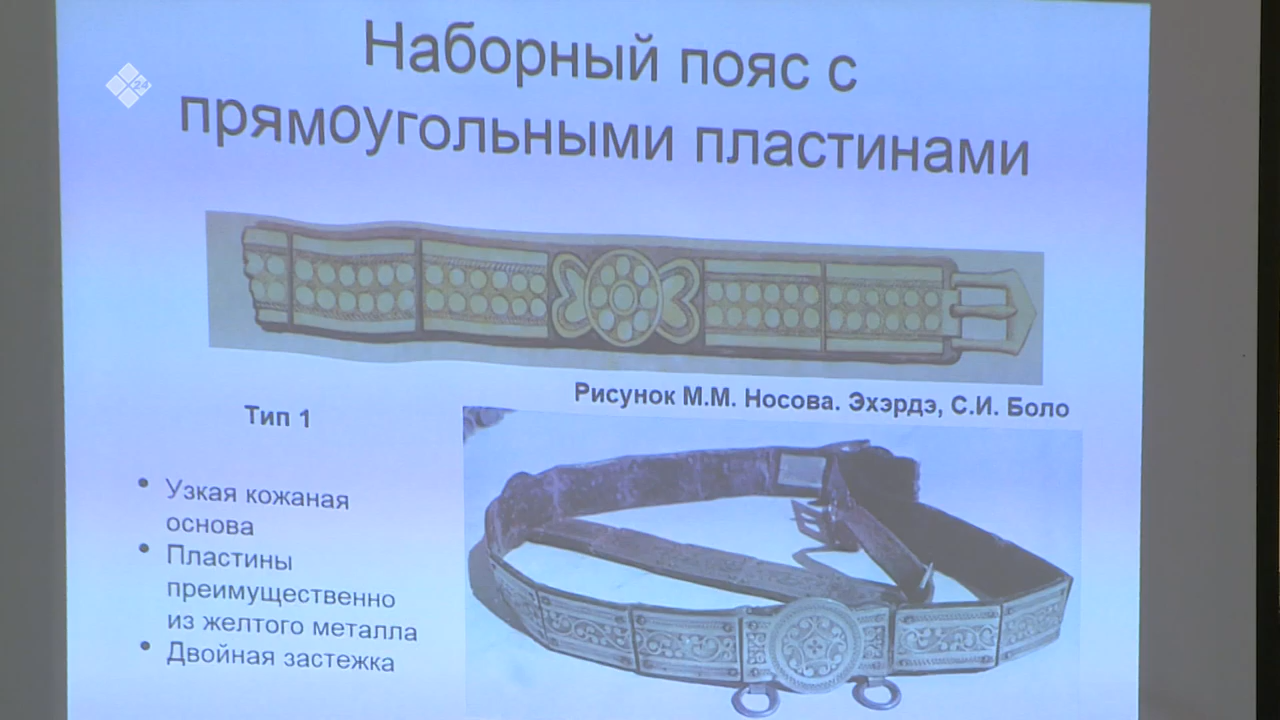 24
Наборный пояс с
прямоугольными пластинами
Рисунок М.М. Носова. Эхэрдэ, С.И. Боло
Тип 1
• Узкая кожаная
основа
• Пластины
преимущественно
из желтого металла
• Двойная застежка